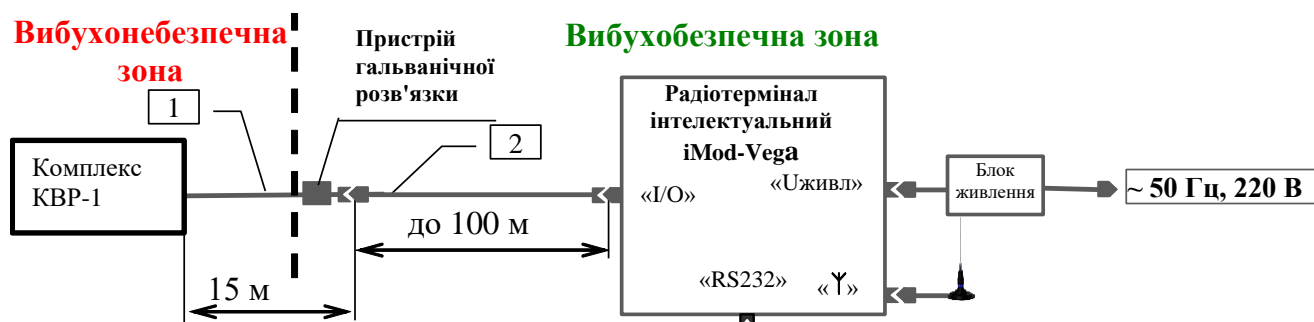 Вибухонебезпечна
зона
Пристрій
гальванічної
розв'язки
Вибухобезпечна зона
1
2
Комплекс
КВР-1
Радіотермінал
інтелектуальний
iMod-Vega
«I/O»
«Uживл»
«RS232»
«»
Блок
живлення
~ 50 Гц, 220 В
до 100 м
15 м